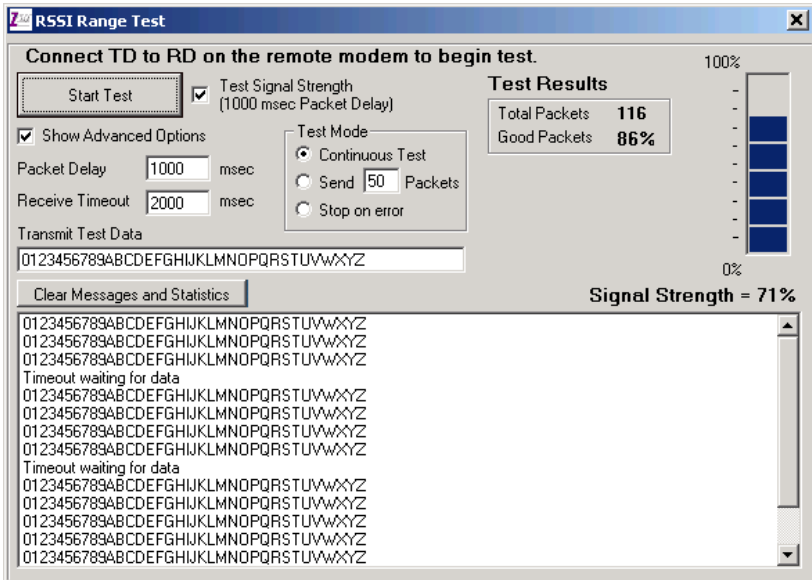 RSSI Range Test
Connect TD to RD on the remote modem to begin test.
Start Test
Test Signal Strength
(1000 msec Packet Delay)
Show Advanced Options
Packet Delay 1000 msec
Receive Timeout 2000 msec
Test Mode
Continuous Test
Send 50 Packets
Stop on error
Test Results
Total Packets 116
Good Packets 86%
100%
0%
Transmit Test Data
0123456789ABCDEFGHIJKLMNOPQRSTUVWXYZ
Clear Messages and Statistics
Signal Strength = 71%
0123456789ABCDEFGHIJKLMNOPQRSTUVWXYZ
0123456789ABCDEFGHIJKLMNOPQRSTUVWXYZ
0123456789ABCDEFGHIJKLMNOPQRSTUVWXYZ
Timeout waiting for data
0123456789ABCDEFGHIJKLMNOPQRSTUVWXYZ
0123456789ABCDEFGHIJKLMNOPQRSTUVWXYZ
0123456789ABCDEFGHIJKLMNOPQRSTUVWXYZ
0123456789ABCDEFGHIJKLMNOPQRSTUVWXYZ
Timeout waiting for data
0123456789ABCDEFGHIJKLMNOPQRSTUVWXYZ
0123456789ABCDEFGHIJKLMNOPQRSTUVWXYZ
0123456789ABCDEFGHIJKLMNOPQRSTUVWXYZ
0123456789ABCDEFGHIJKLMNOPQRSTUVWXYZ
0123456789ABCDEFGHIJKLMNOPQRSTUVWXYZ